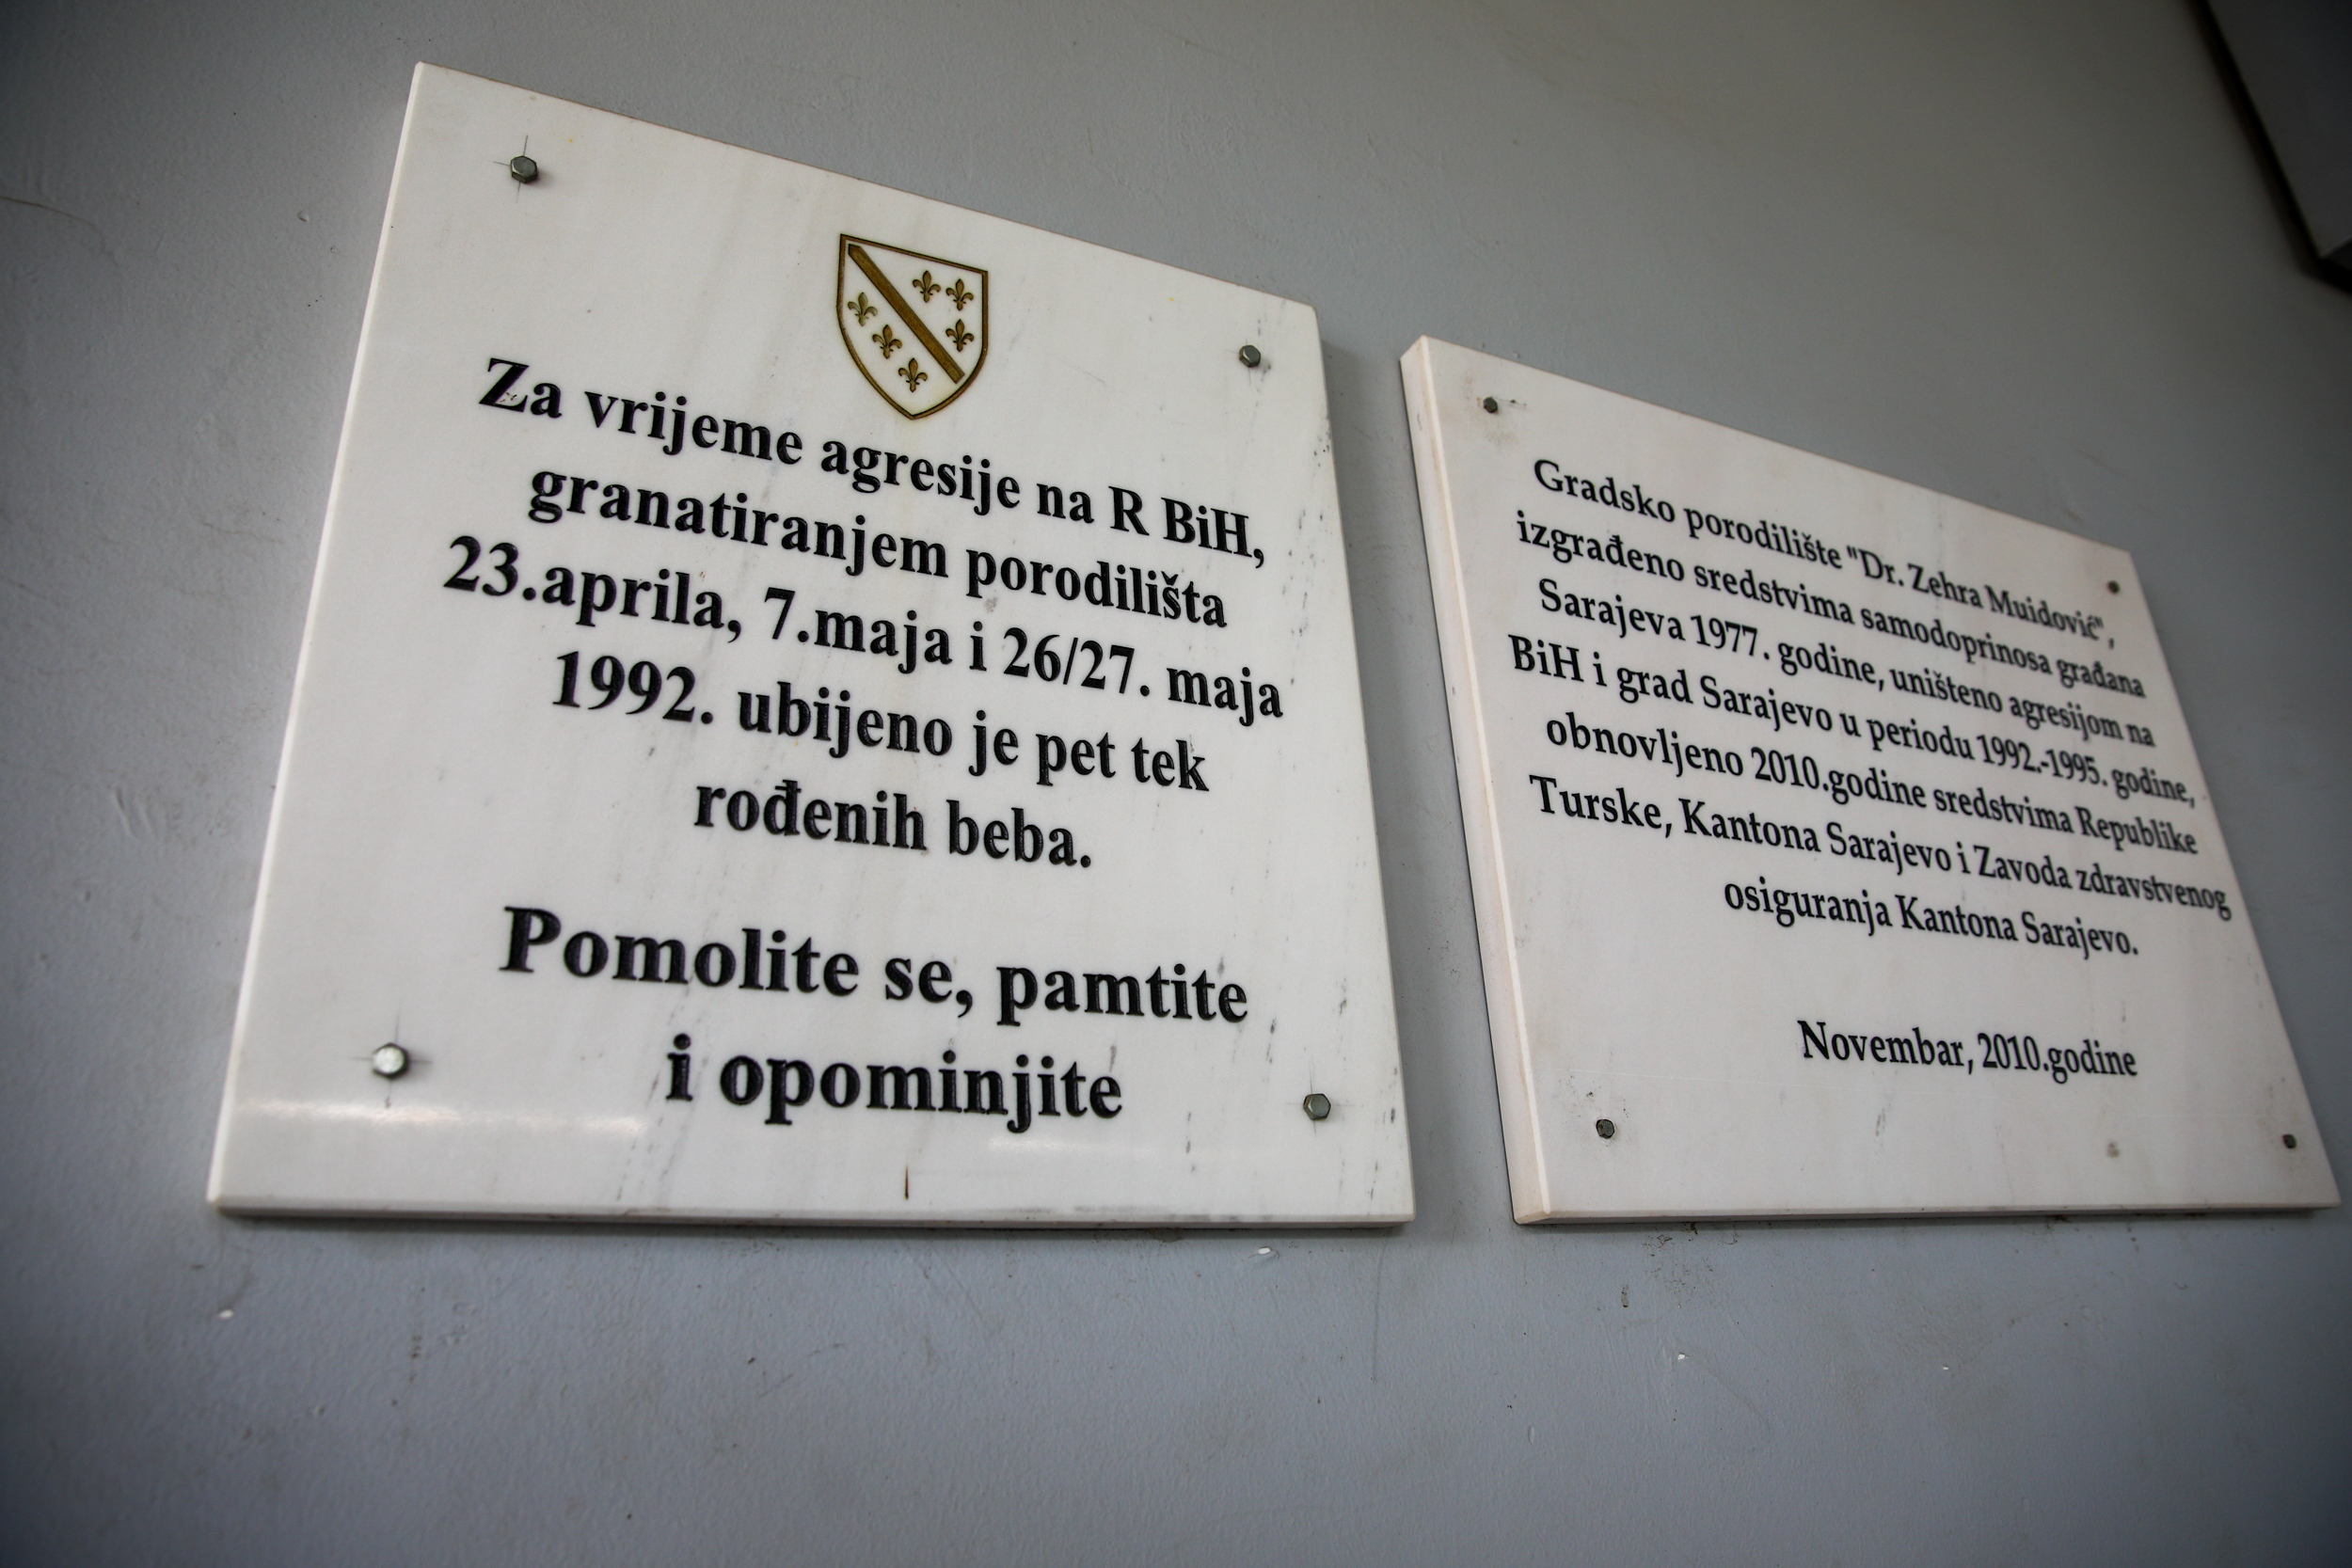 Za vrijeme agresije na R BiH,
granatiranjem porodilišta
23.aprila, 7.maja i 26/27. maja
1992. ubijeno je pet tek
rođenih beba.
Pomolite se, pamtite
i opominjite
Gradsko porodilište "Dr. Zehra Muidović",
izgrađeno sredstvima samodoprinosa građana
Sarajeva 1977. godine, uništeno agresijom na
BiH i grad Sarajevo u periodu 1992.-1995. godine,
obnovljeno 2010.godine sredstvima Republike
Turske, Kantona Sarajevo i Zavoda zdravstvenog
osiguranja Kantona Sarajevo.
Novembar, 2010.godine